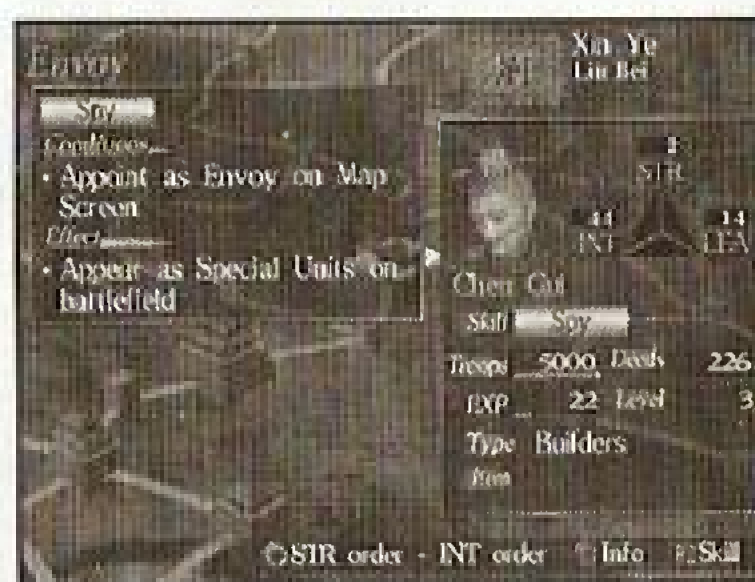 Envoy
Spy
Conditions
• Appoint as Envoy on Map
Screen
Effect
• Appear as Special Units on
battlefield
Xin Ye
Liu Bei
STR
INT
LEA
Chen Gui
Skill Spy
Troops 5000 Deeds 226
EXP 22 Level 3
Type Builders
Item
STR order - INT order Info Skill